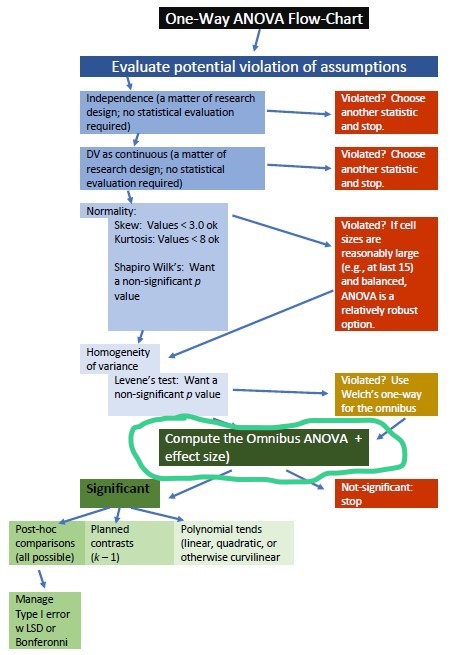 One-Way ANOVA Flow-Chart
Evaluate potential violation of assumptions
Independence (a matter of research
design; no statistical evaluation
required)
Violated? Choose
another statistic
and stop.
DV as continuous (a matter of
research design; no statistical
evaluation required)
Violated? Choose
another statistic
and stop.
Normality:
Skew: Values < 3.0 ok
Kurtosis: Values < 8 ok
Shapiro Wilk's: Want
a non-significant p
value
Violated? If cell
sizes are
reasonably large
(e.g., at last 15)
and balanced,
ANOVA is a
relatively robust
option.
Homogeneity
of variance
Levene's test: Want a
non-significant p value
Violated? Use
Welch's one-way
for the omnibus
Compute the Omnibus ANOVA +
effect size)
Significant
Not-significant:
stop
Post-hoc
comparisons
(all possible)
Planned
contrasts
(k – 1)
Polynomial tends
(linear, quadratic, or
otherwise curvilinear
Manage
Type I error
w LSD or
Bonferonni